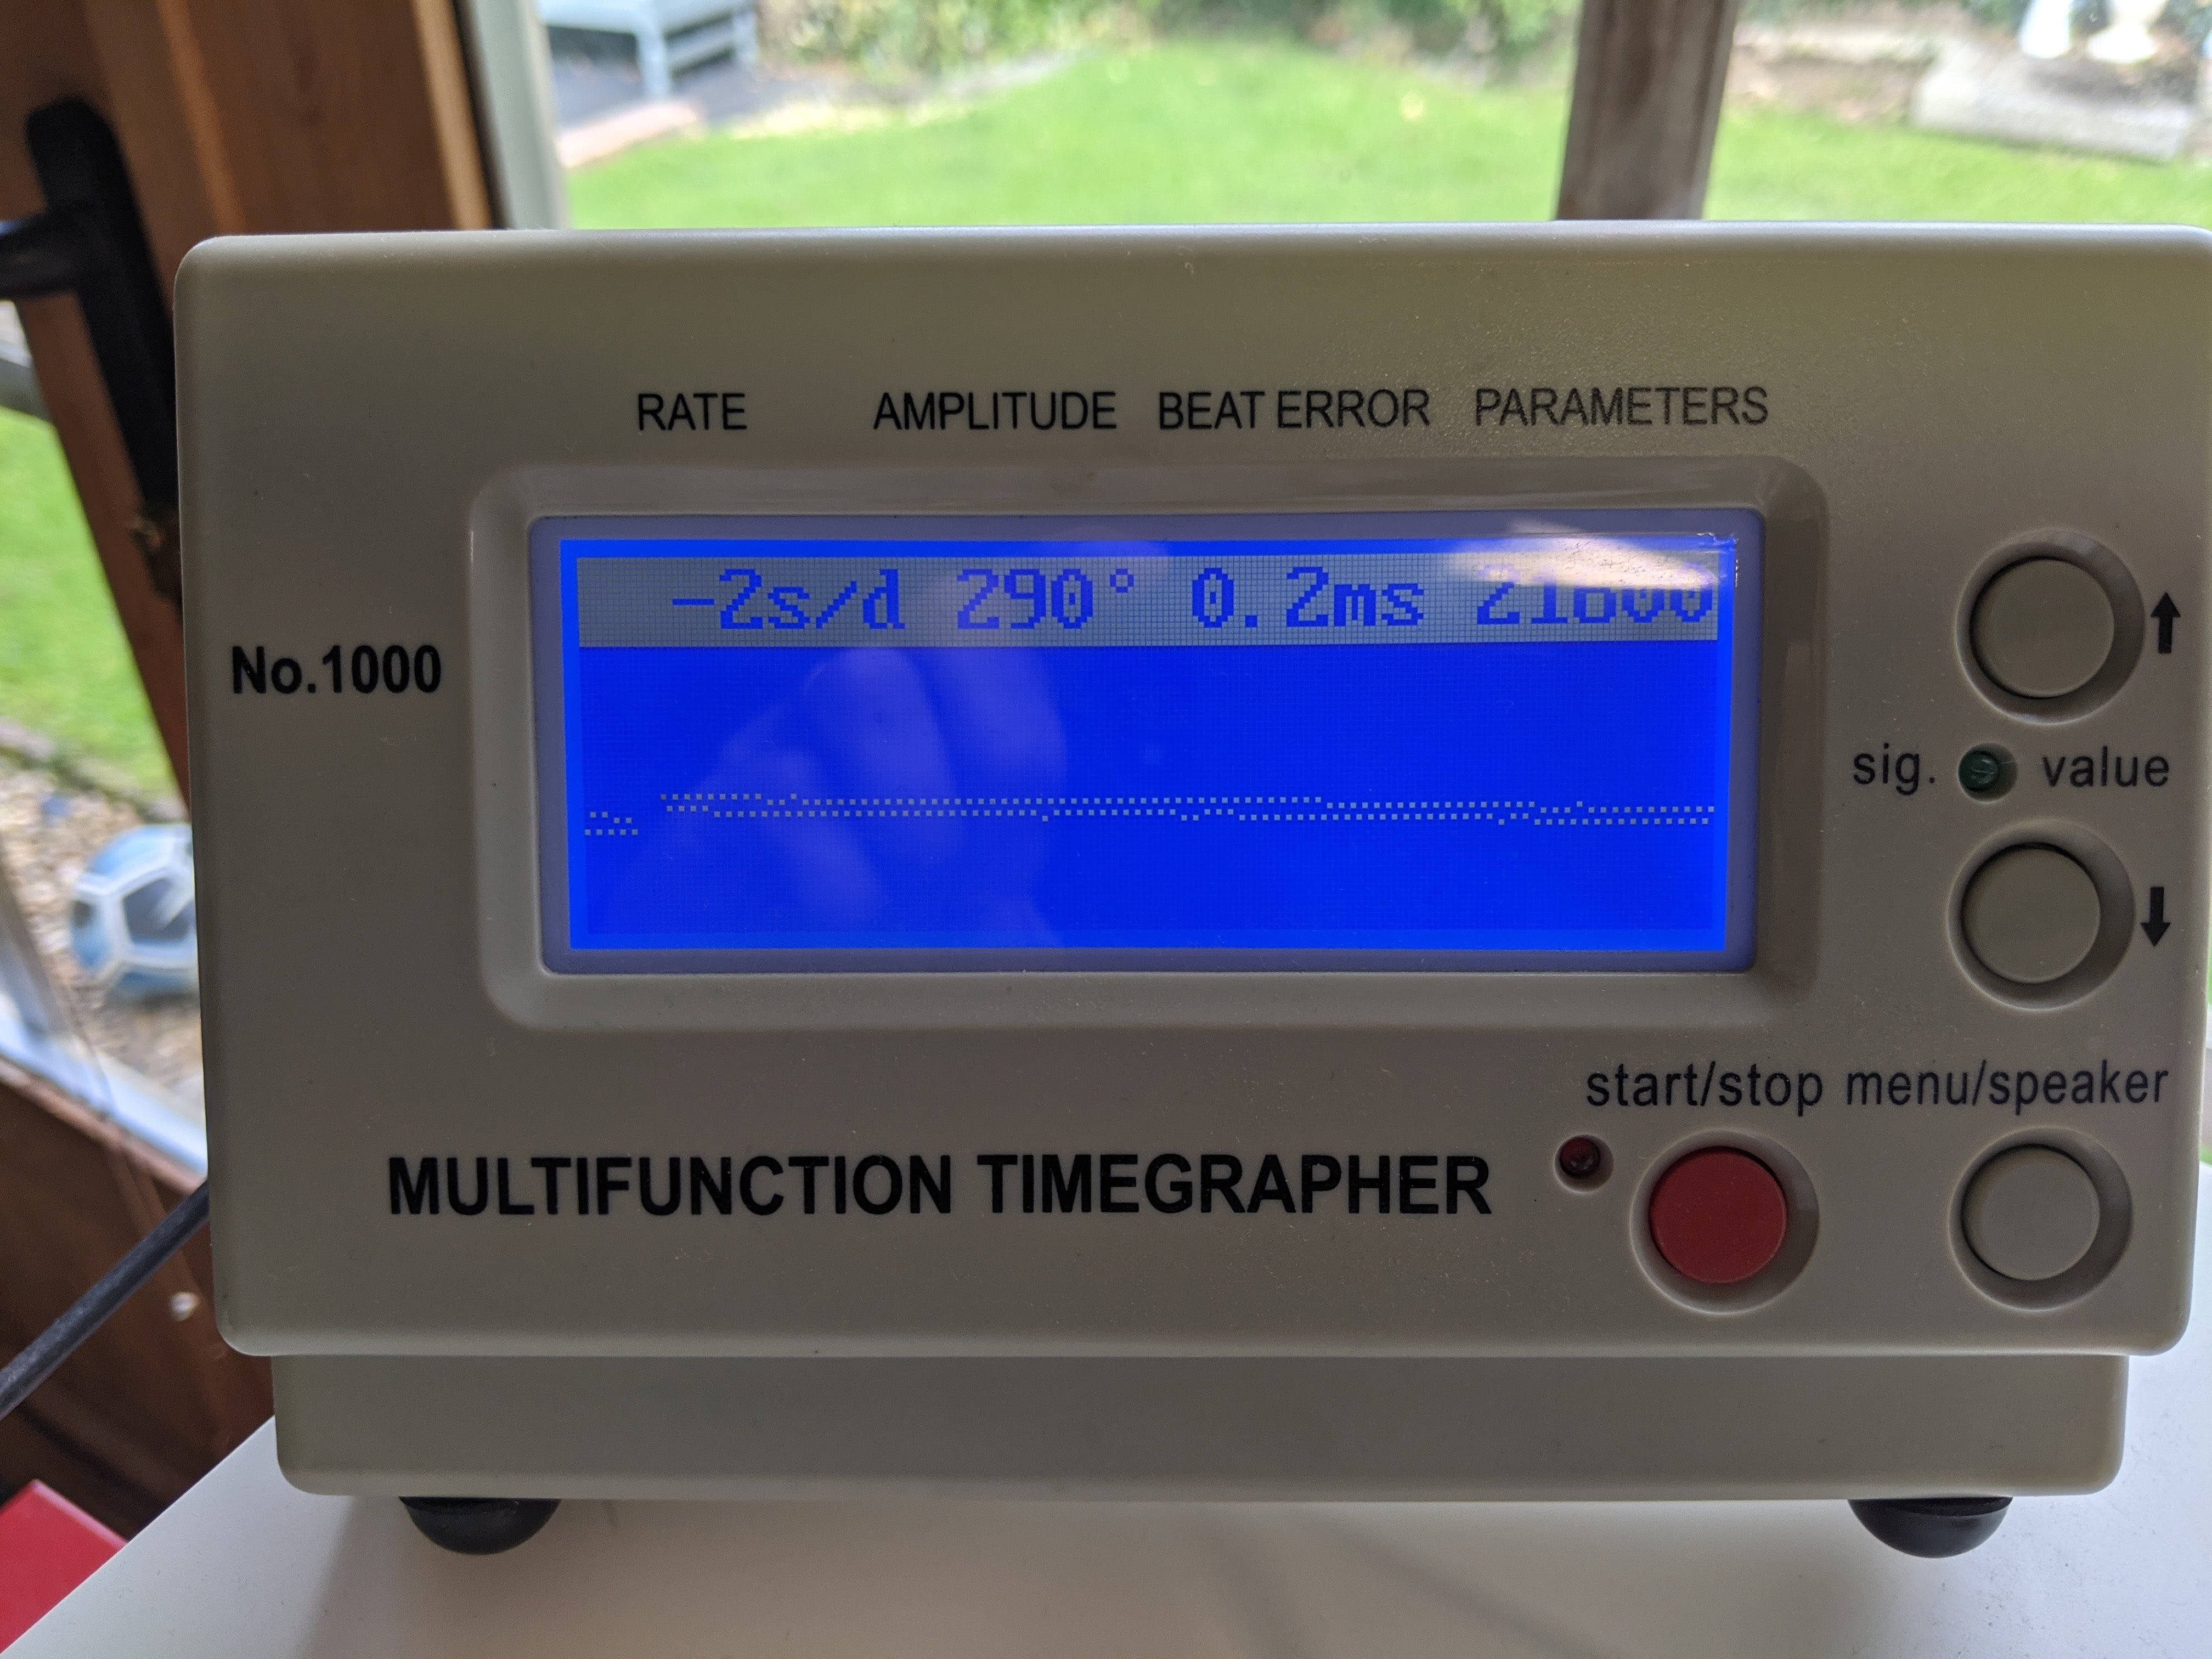 RATE AMPLITUDE BEAT ERROR PARAMETERS
-2s/d 290° 0.2ms 21600
No.1000
sig. value
start/stop menu/speaker
MULTIFUNCTION TIMEGRAPHER